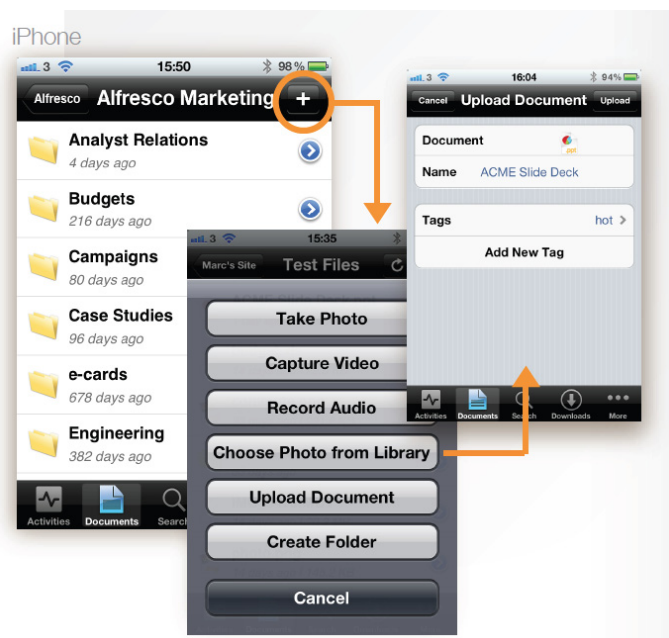 iPhone
3 15:50 98 %
Alfresco Alfresco Marketing +
Analyst Relations
4 days ago
Budgets
216 days ago
Campaigns
80 days ago
Case Studies
96 days ago
e-cards
678 days ago
Engineering
382 days ago
Activities Documents Search
3 15:35
Marc's Site Test Files
Take Photo
Capture Video
Record Audio
Choose Photo from Library
Upload Document
Create Folder
Cancel
3 16:04 94%
Cancel Upload Document Upload
Document ppt
Name ACME Slide Deck
Tags hot >
Add New Tag
Activities Documents Search Downloads More